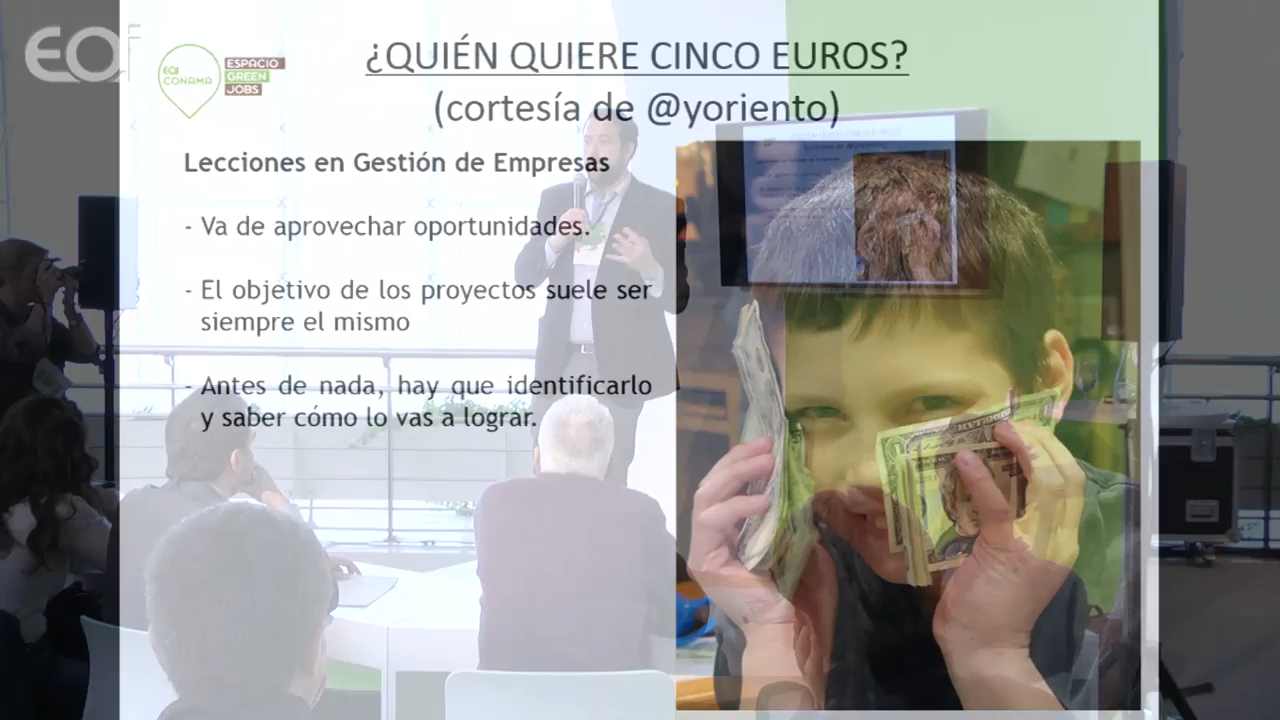 EOi
EOI
CONAMA
ESPACIO
GREEN
JOBS
¿QUIÉN QUIERE CINCO EUROS?
(cortesía de @yoriento)
Lecciones en Gestión de Empresas
- Va de aprovechar oportunidades.
- El objetivo de los proyectos suele ser
siempre el mismo
- Antes de nada, hay que identificarlo
y saber cómo lo vas a lograr.